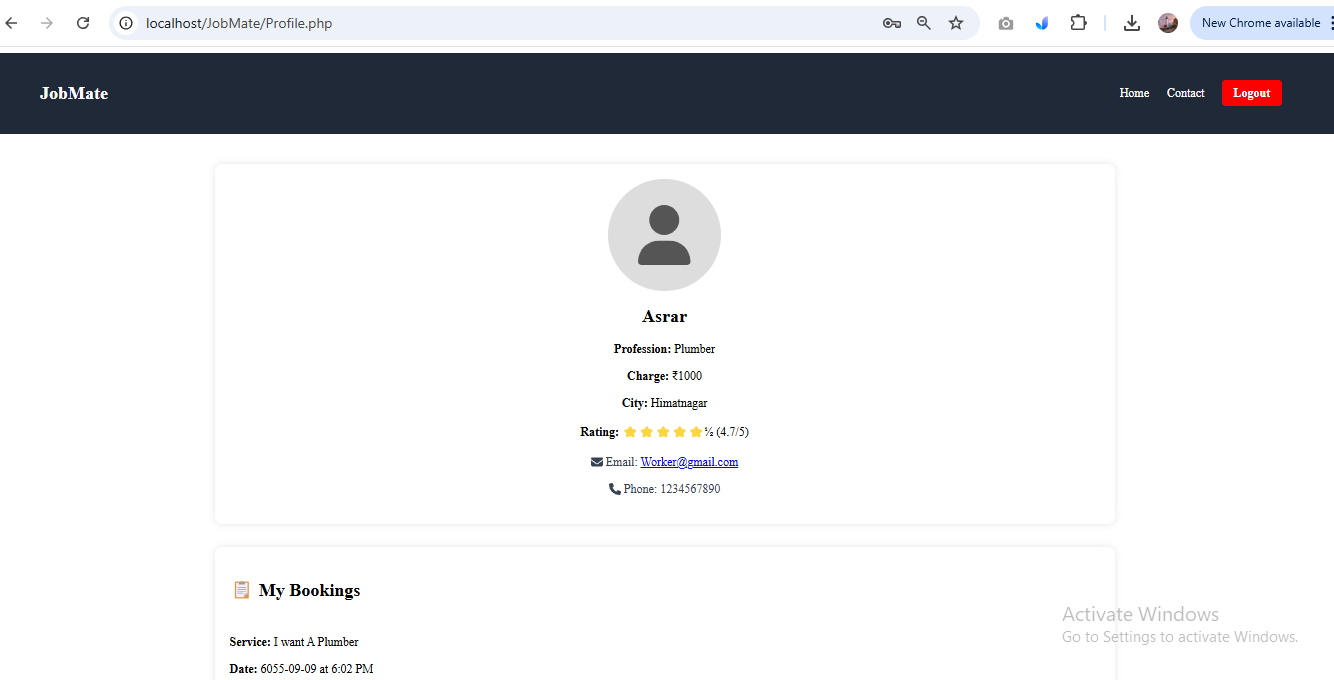 localhost/JobMate/Profile.php
New Chrome available
JobMate
Home Contact Logout
Asrar
Profession: Plumber
Charge: ₹1000
City: Himatnagar
Rating: ⭐⭐⭐⭐⭐½ (4.7/5)
Email: Worker@gmail.com
Phone: 1234567890
📋 My Bookings
Service: I want A Plumber
Date: 6055-09-09 at 6:02 PM
Activate Windows
Go to Settings to activate Windows.